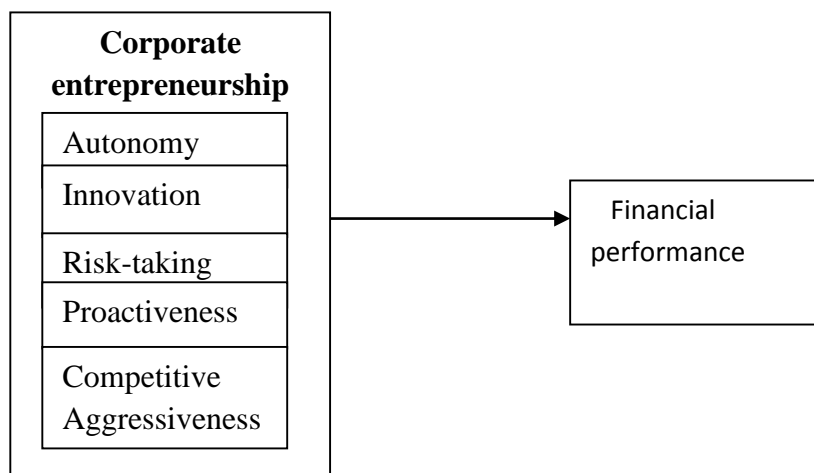 Corporate
entrepreneurship
Autonomy
Innovation
Risk-taking
Proactiveness
Competitive
Aggressiveness
Financial
performance